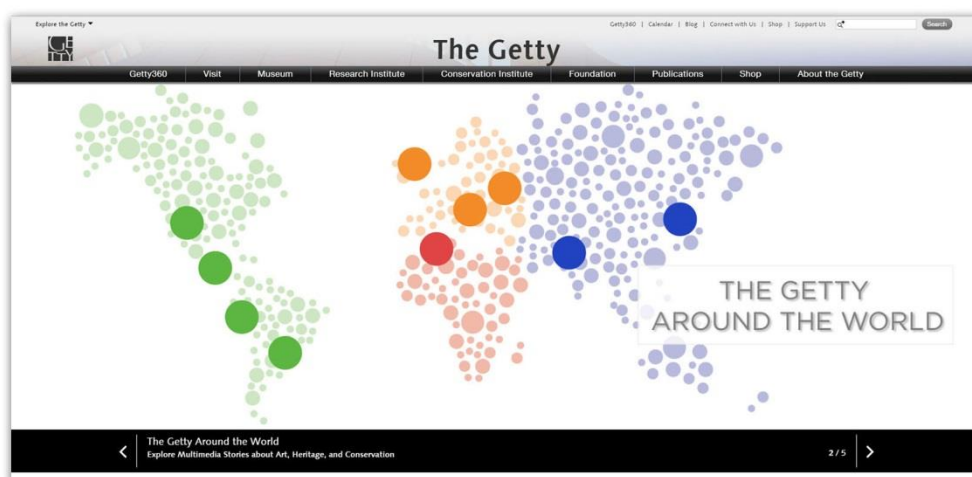 Explore the Getty
Getty360 | Calendar | Blog | Connect with Us | Shop | Support Us
Search
GETTY
The Getty
Getty360 Visit Museum Research Institute Conservation Institute Foundation Publications Shop About the Getty
THE GETTY
AROUND THE WORLD
The Getty Around the World
Explore Multimedia Stories about Art, Heritage, and Conservation
2 / 5